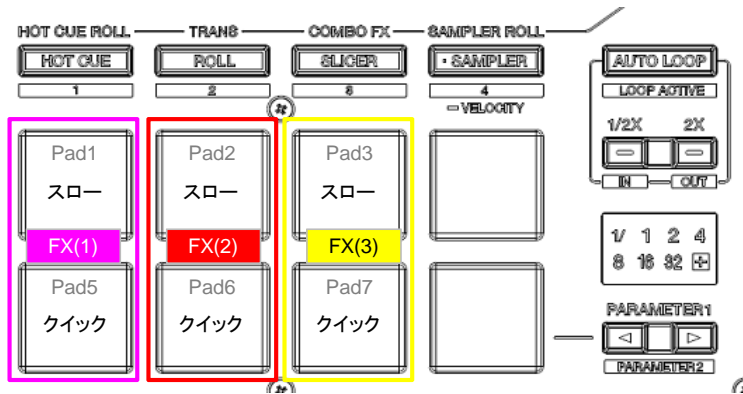 HOT CUE ROLL TRANS COMBO FX SAMPLER ROLL
HOT CUE ROLL SLICER SAMPLER AUTO LOOP
1 2 3 4 LOOP ACTIVE
VELOCITY
1/2X 2X
Pad1 Pad2 Pad3
スロー スロー スロー
IN OUT
FX(1) FX(2) FX(3)
1/ 1 2 4
8 16 32
Pad5 Pad6 Pad7
クイック クイック クイック
PARAMETER1
PARAMETER2